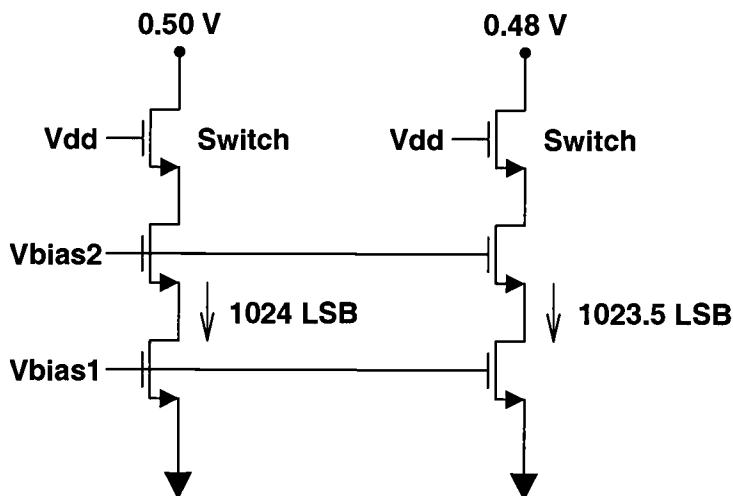 0.50 V 0.48 V
Vdd Switch Vdd Switch
Vbias2
1024 LSB 1023.5 LSB
Vbias1